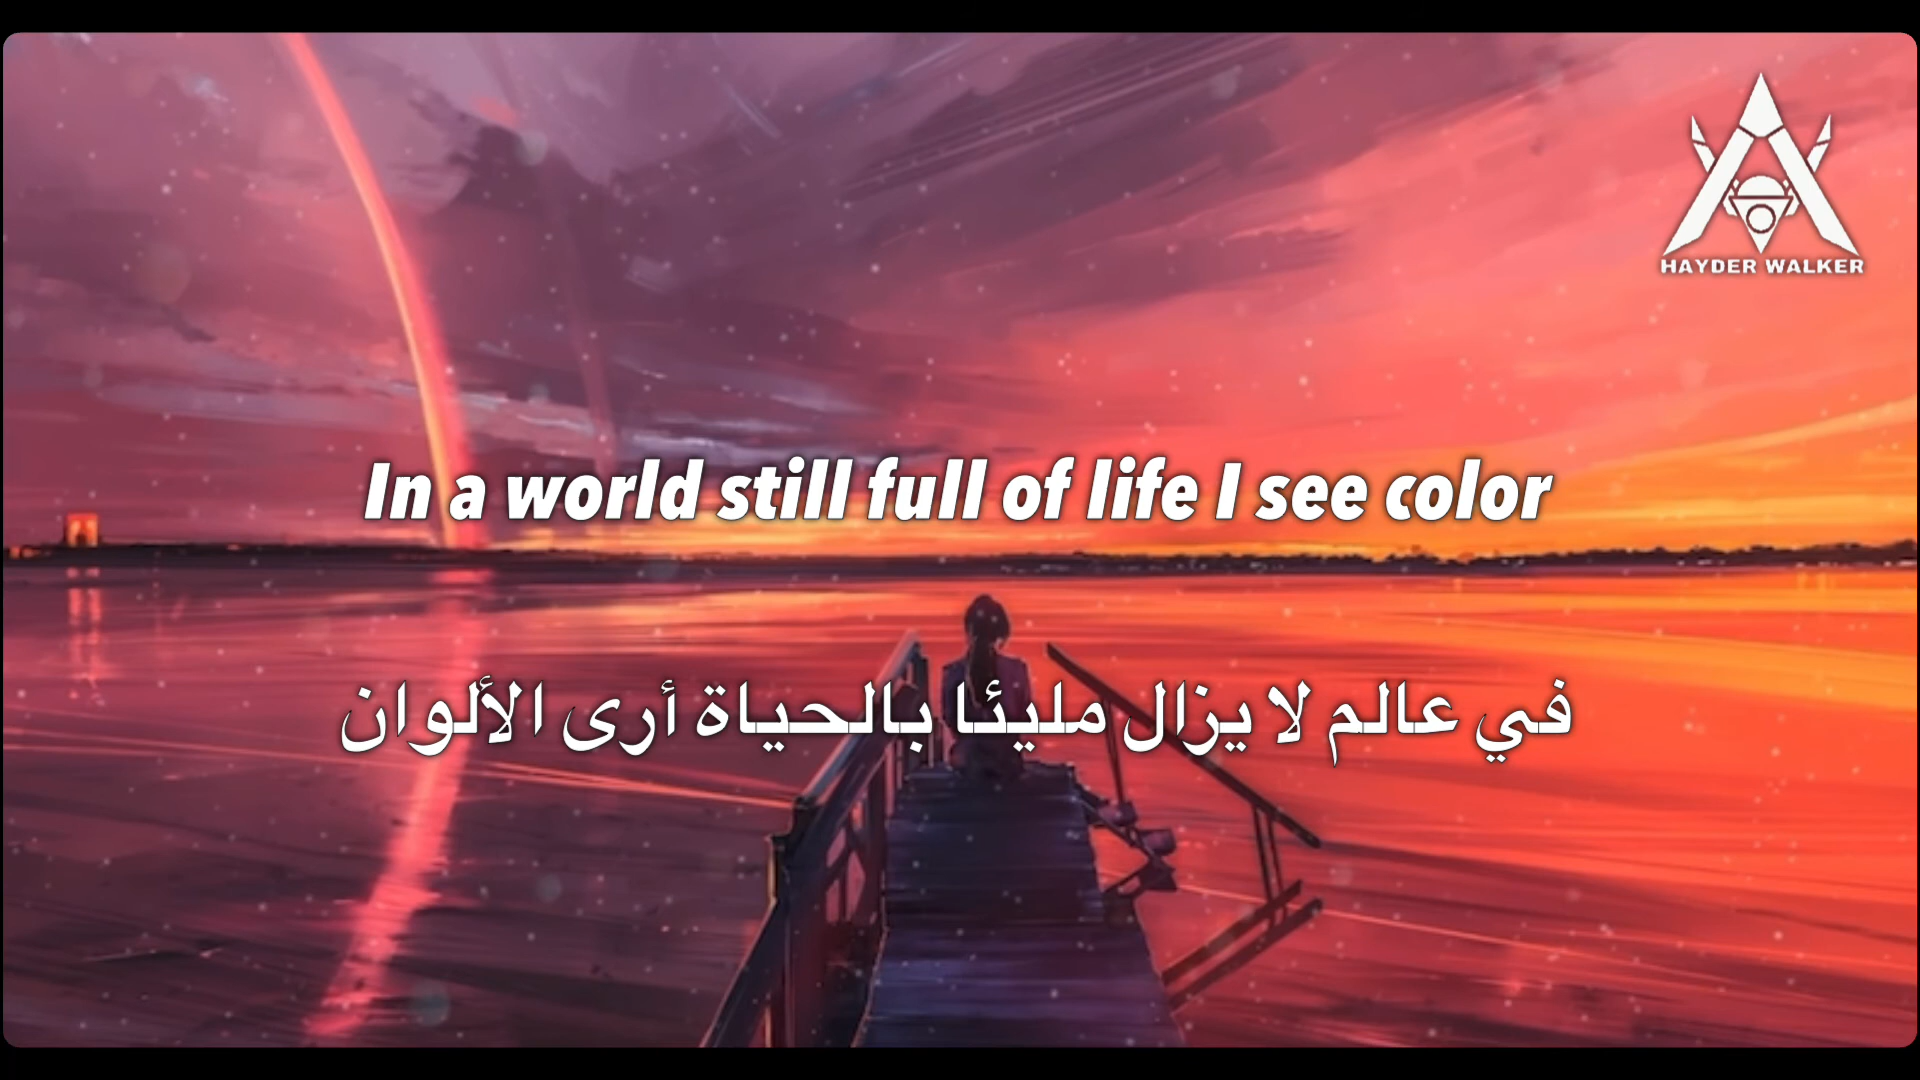 HAYDER WALKER
In a world still full of life I see color
في عالم لا يزال مليئا بالحياة أرى الألوان